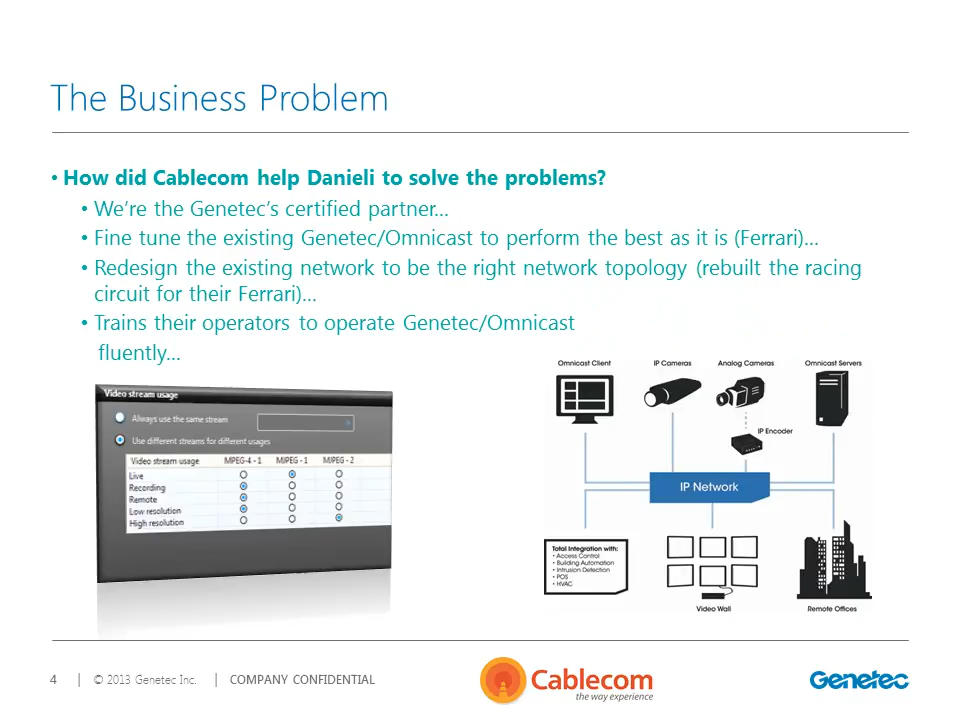 The Business Problem
• How did Cablecom help Danieli to solve the problems?
• We're the Genetec's certified partner...
• Fine tune the existing Genetec/Omnicast to perform the best as it is (Ferrari)...
• Redesign the existing network to be the right network topology (rebuilt the racing
circuit for their Ferrari)...
• Trains their operators to operate Genetec/Omnicast
fluently...
Video stream usage
Always use the same stream
Use different streams for different usages
Video stream usage MPEG-4 - 1 MJPEG - 1 MJPEG - 2
Live
Recording
Remote
Low resolution
High resolution
Omnicast Client IP Cameras Analog Cameras Omnicast Servers
IP Encoder
IP Network
Total Integration with:
• Access Control
• Building Automation
• Intrusion Detection
• POS
• HVAC
Video Wall
Remote Offices
4 | © 2013 Genetec Inc. | COMPANY CONFIDENTIAL
Cablecom
the way experience
Genetec